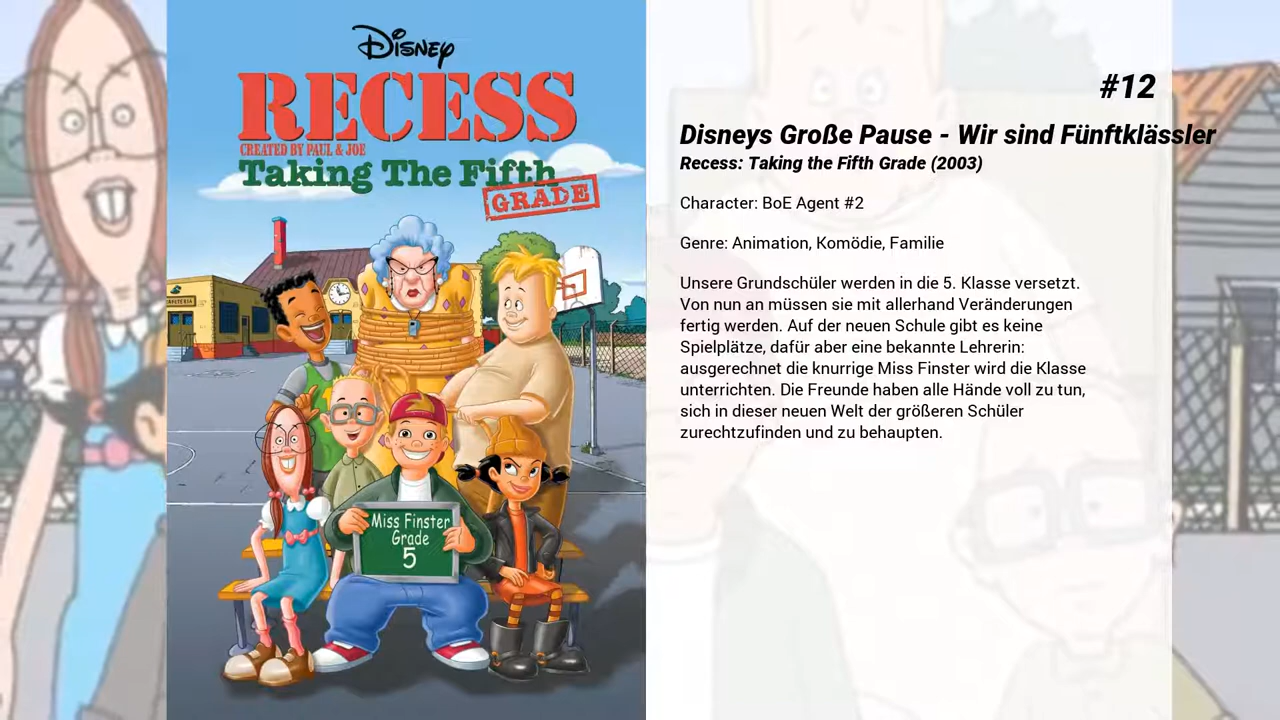 Disney
RECESS
CREATED BY PAUL & JOE
Taking The Fifth
GRADE
CAFETERIA
Miss Finster
Grade
5
#12
Disneys Große Pause - Wir sind Fünftklässler
Recess: Taking the Fifth Grade (2003)
Character: BoE Agent #2
Genre: Animation, Komödie, Familie
Unsere Grundschüler werden in die 5. Klasse versetzt.
Von nun an müssen sie mit allerhand Veränderungen
fertig werden. Auf der neuen Schule gibt es keine
Spielplätze, dafür aber eine bekannte Lehrerin:
ausgerechnet die knurrige Miss Finster wird die Klasse
unterrichten. Die Freunde haben alle Hände voll zu tun,
sich in dieser neuen Welt der größeren Schüler
zurechtzufinden und zu behaupten.